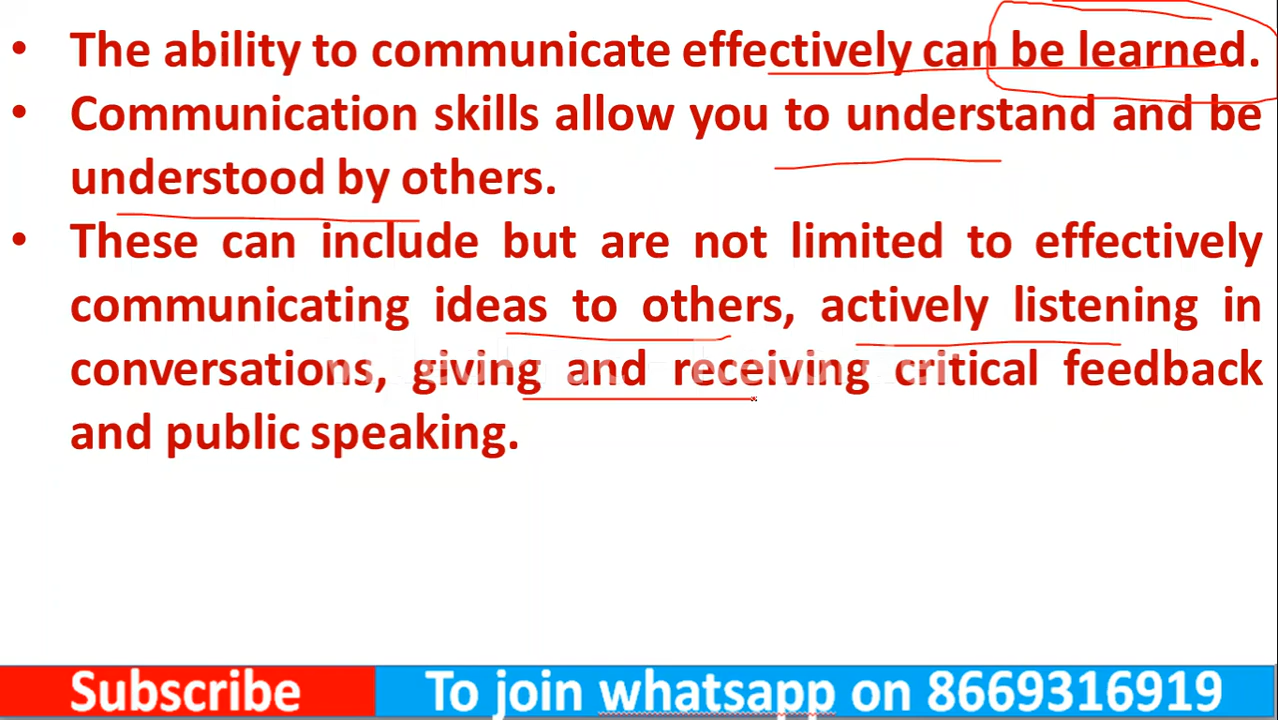 • The ability to communicate effectively can be learned.
• Communication skills allow you to understand and be
understood by others.
• These can include but are not limited to effectively
communicating ideas to others, actively listening in
conversations, giving and receiving critical feedback
and public speaking.
Subscribe
To join whatsapp on 8669316919